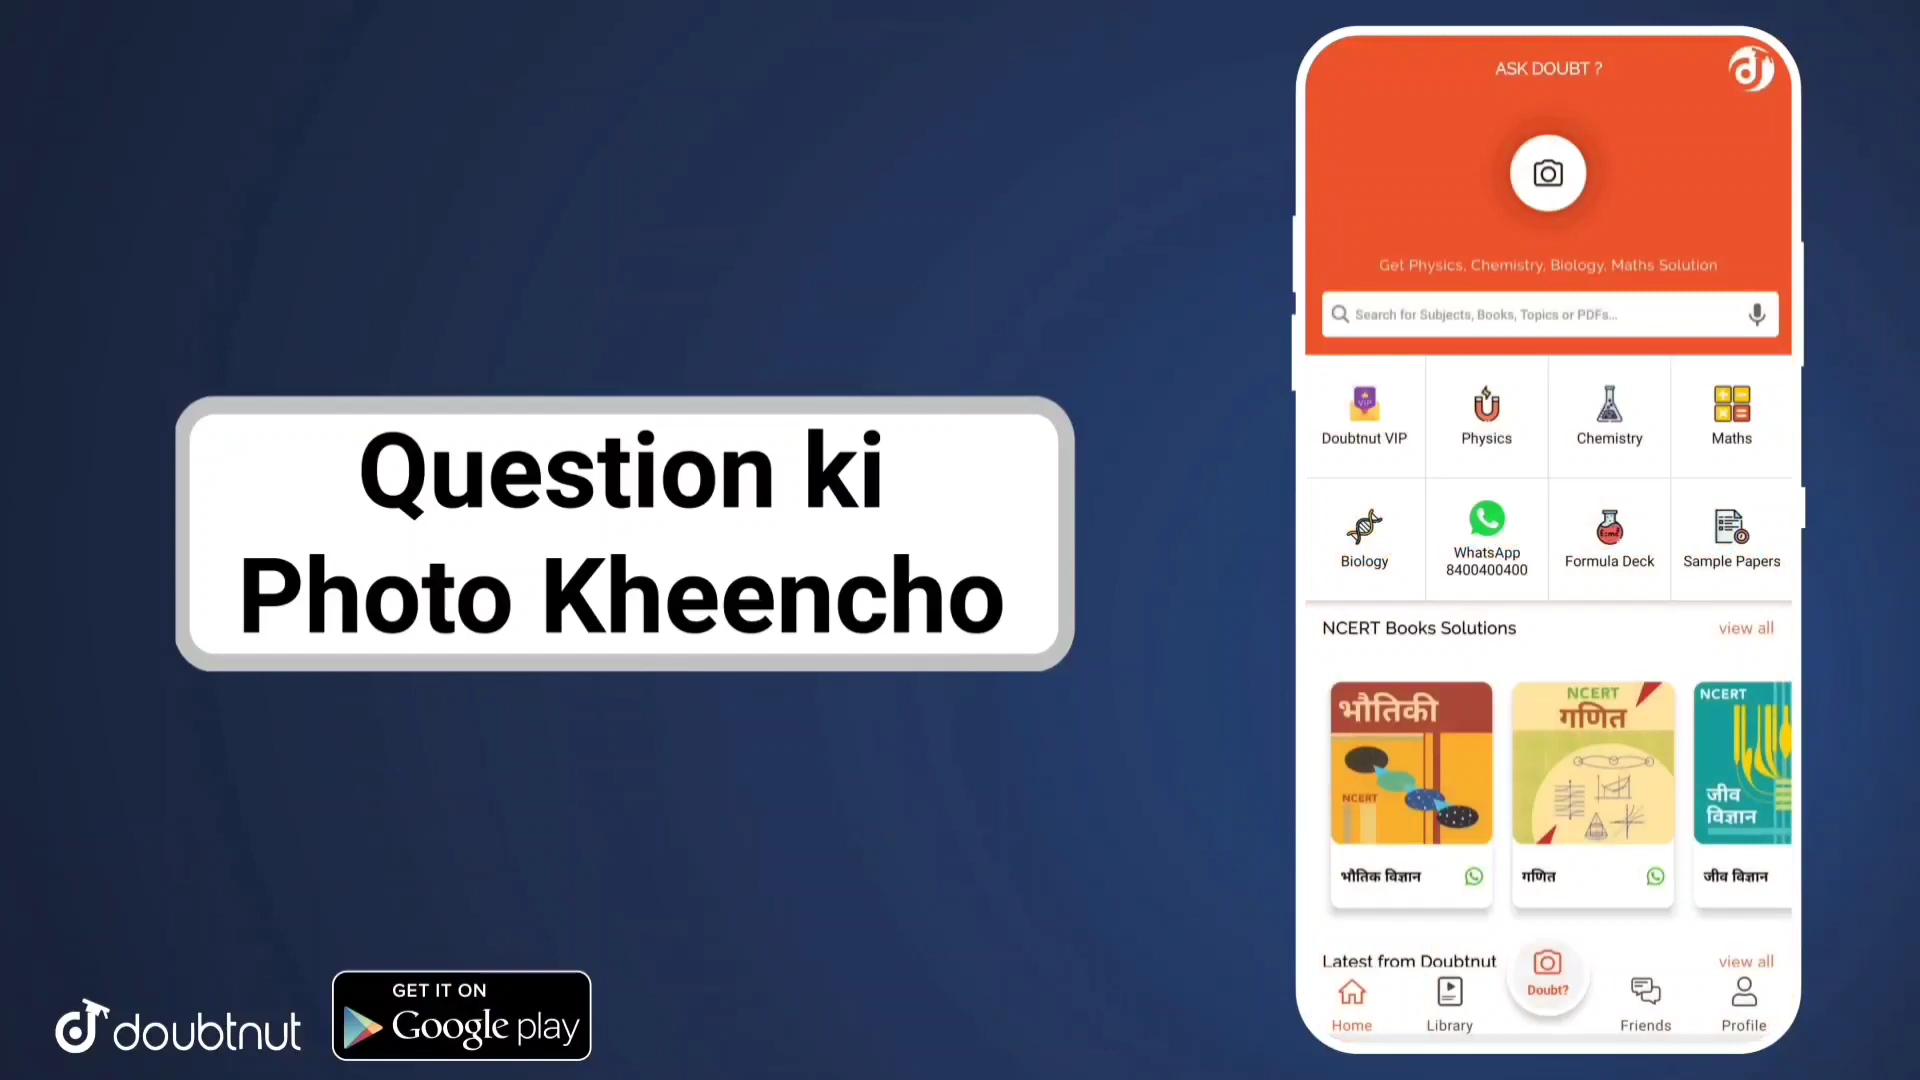 Question ki
Photo Kheencho
doubtnut
GET IT ON
Google play
ASK DOUBT ?
Get Physics, Chemistry, Biology, Maths Solution
Search for Subjects, Books, Topics or PDFs...
Doubtnut VIP
Physics
Chemistry
Maths
Biology
WhatsApp
8400400400
Formula Deck
Sample Papers
NCERT Books Solutions
view all
भौतिकी
NCERT
NCERT
गणित
NCERT
जीव
विज्ञान
भौतिक विज्ञान
गणित
जीव विज्ञान
Latest from Doubtnut
view all
Doubt?
Home
Library
Friends
Profile